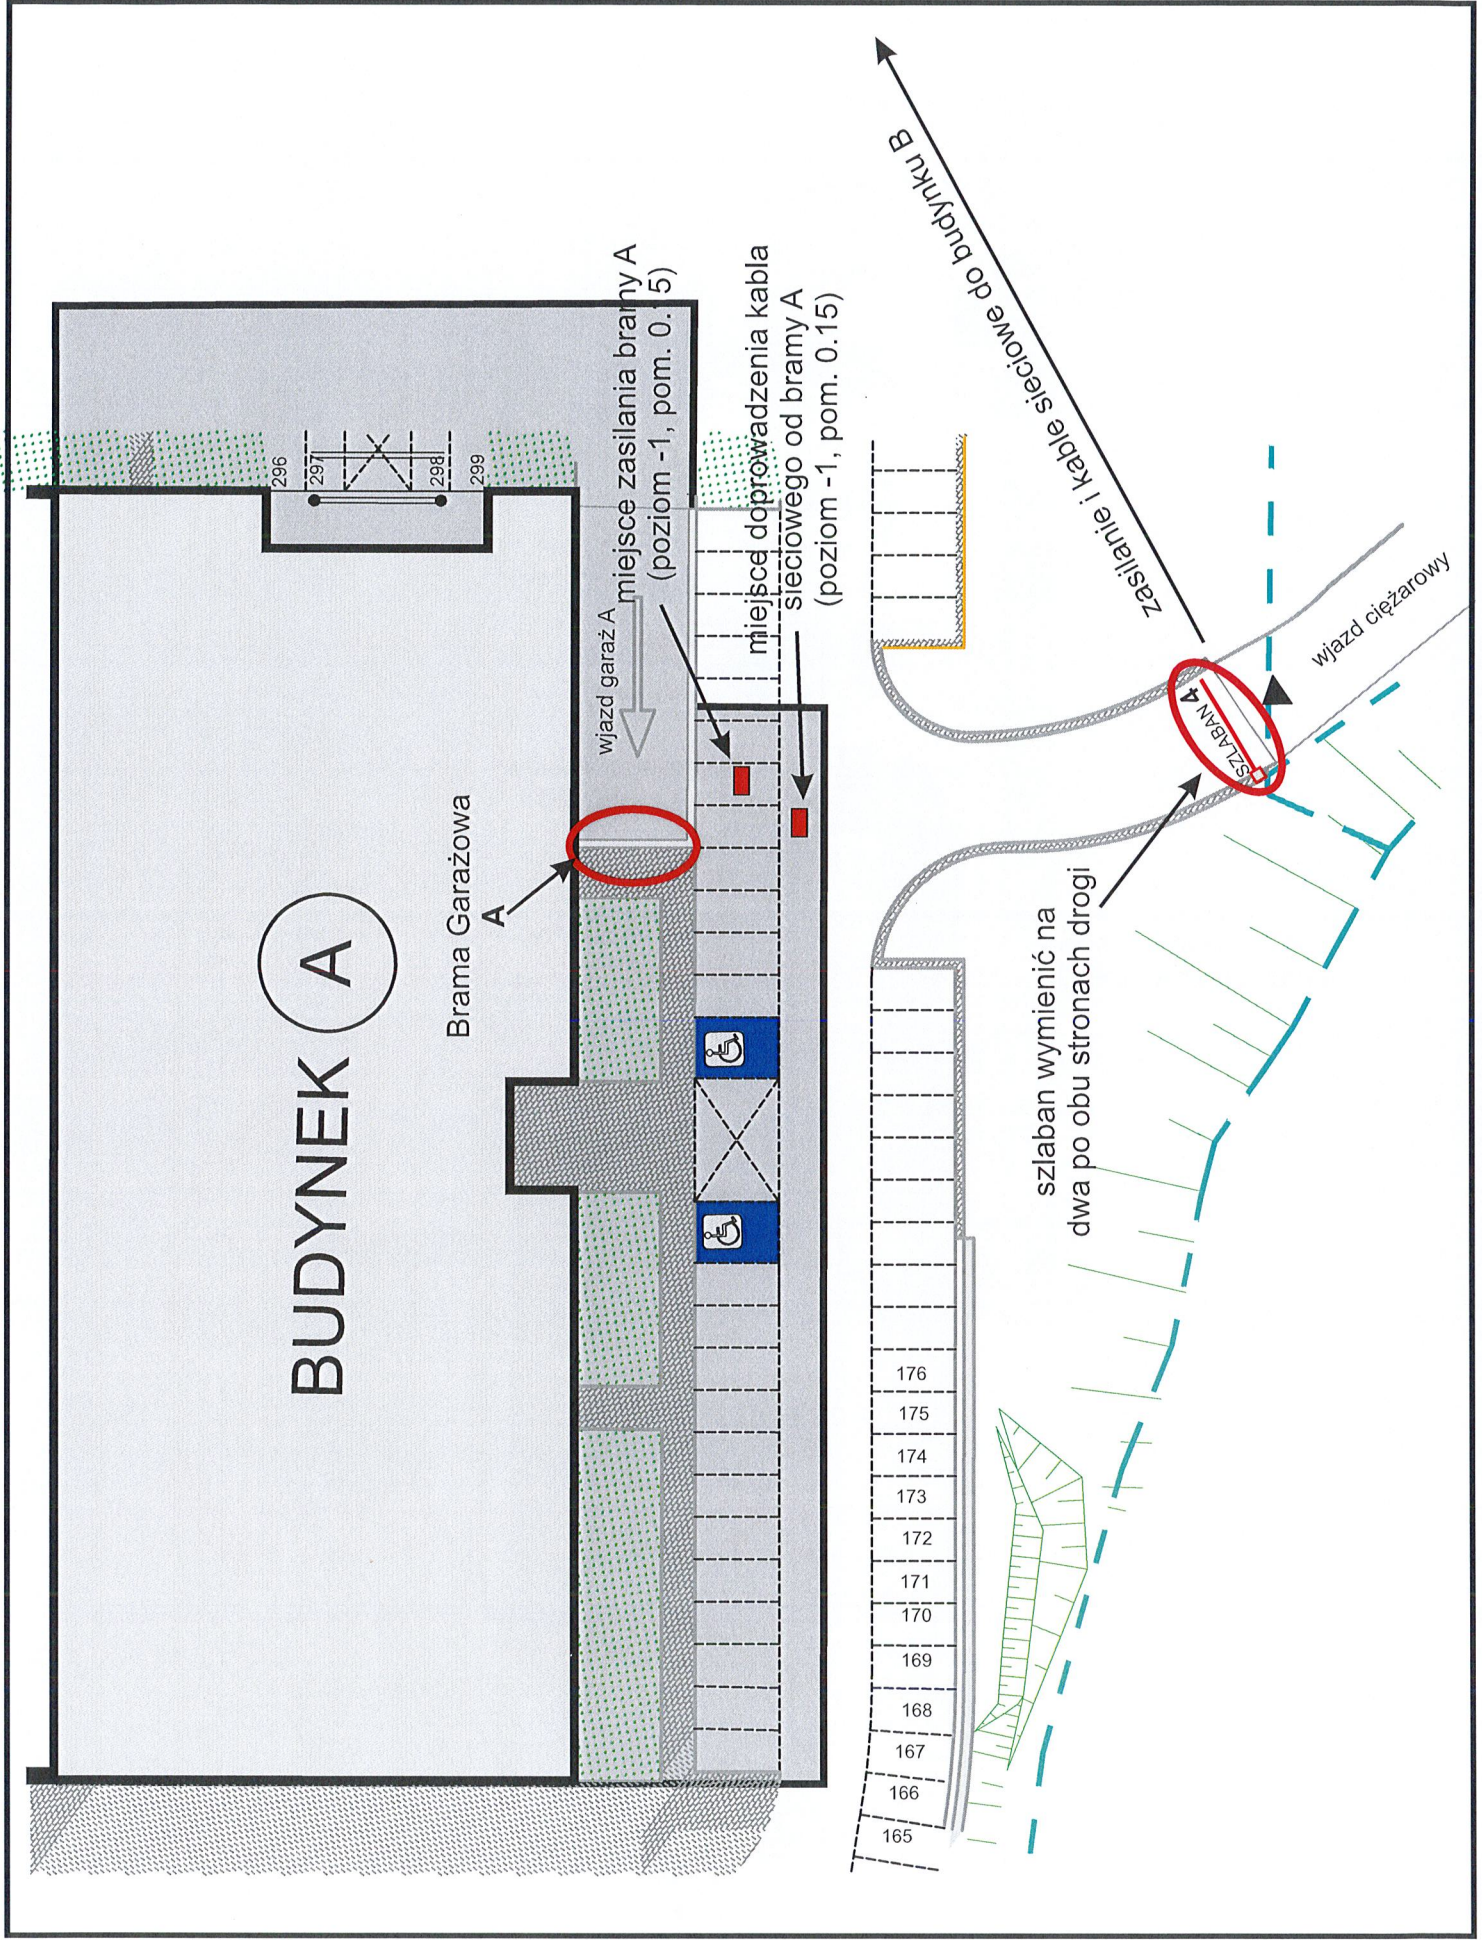 BUDYNEK A
296
297
298
299
Brama Garażowa
A
wjazd garaż A
miejsce zasilania bramy A
(poziom -1, pom. 0. 5)
miejsce doprowadzenia kabla
sieciowego od bramy A
(poziom -1, pom. 0.15)
zasilanie i kable sieciowe do budynku B
SZLABAN 4
wjazd ciężarowy
szlaban wymienić na
dwa po obu stronach drogi
165
166
167
168
169
170
171
172
173
174
175
176